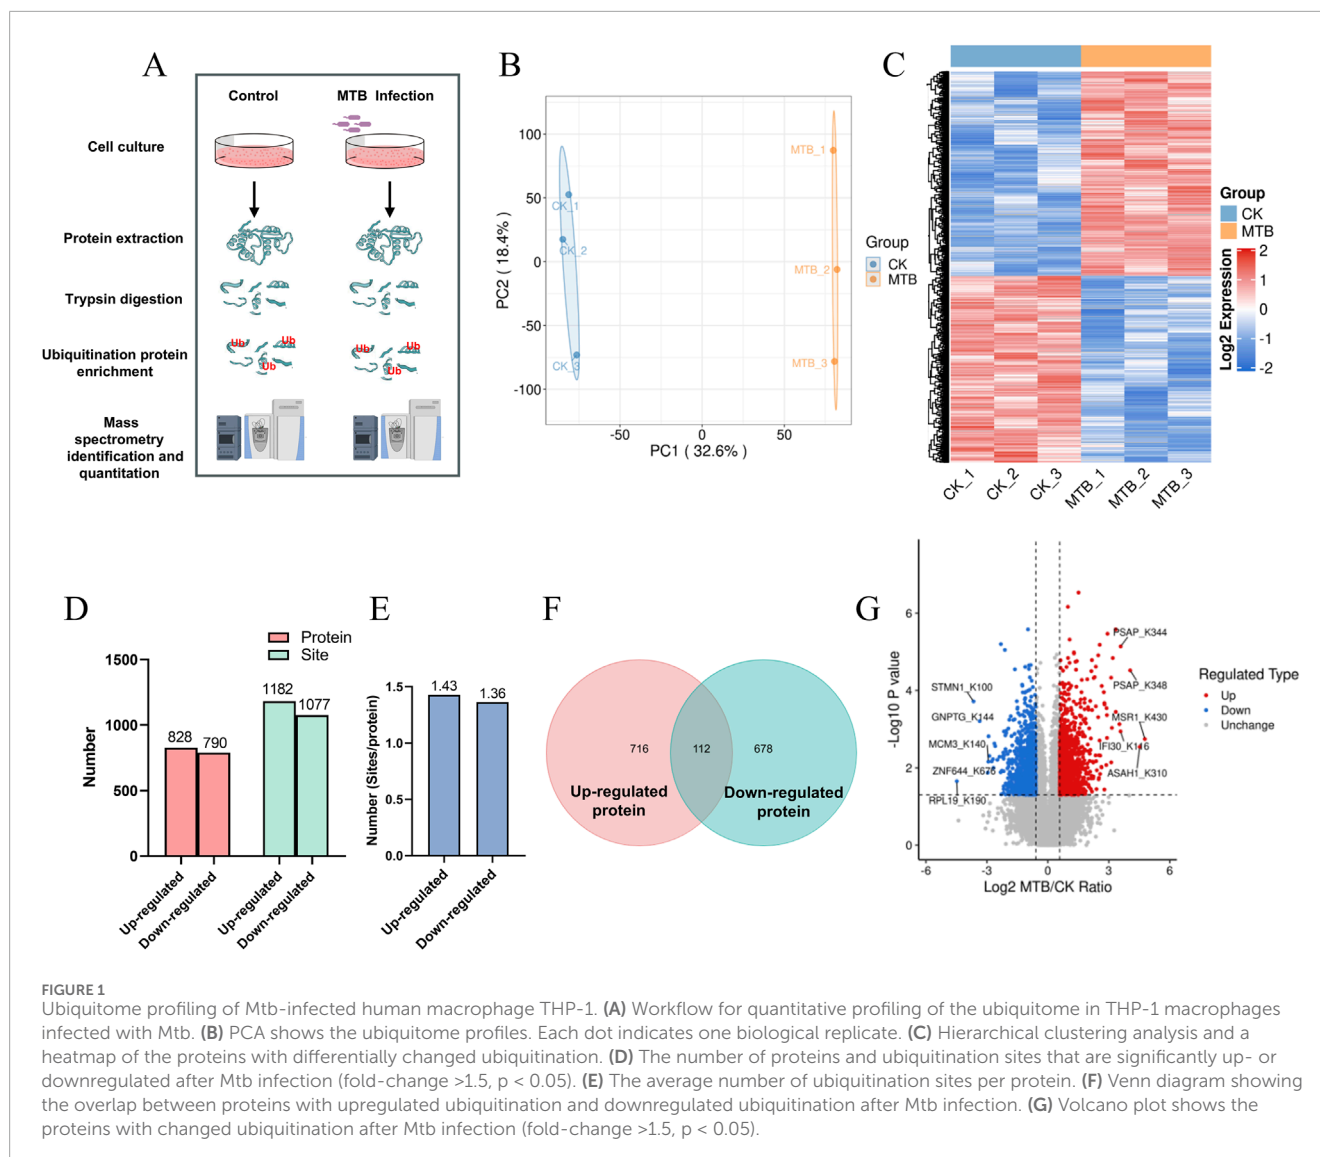 A
Control
MTB Infection
Cell culture
Protein extraction
Trypsin digestion
Ubiquitination protein
enrichment
Ub
Ub
Ub
Ub
Ub
Ub
Mass
spectrometry
identification and
quantitation
B
PC2 ( 18.4% )
100
50
0
-50
-100
-50
0
50
PC1 ( 32.6% )
CK_1
CK_2
CK_3
MTB_1
MTB_2
MTB_3
Group
CK
MTB
C
CK_1
CK_2
CK_3
MTB_1
MTB_2
MTB_3
Group
CK
MTB
Log2 Expression
2
1
0
-1
-2
D
Protein
Site
Number
1500
1000
500
0
828
790
1182
1077
Up-regulated
Down-regulated
Up-regulated
Down-regulated
E
Number (Sites/protein)
1.5
1.0
0.5
0.0
1.43
1.36
Up-regulated
Down-regulated
F
716
112
678
Up-regulated
protein
Down-regulated
protein
G
-Log10 P value
6
4
2
0
-6
-3
0
3
6
Log2 MTB/CK Ratio
STMN1_K100
GNPTG_K144
MCM3_K140
ZNF644_K676
RPL19_K190
PSAP_K344
PSAP_K348
MSR1_K430
IFI30_K116
ASAH1_K310
Regulated Type
Up
Down
Unchange
FIGURE 1
Ubiquitome profiling of Mtb-infected human macrophage THP-1. (A) Workflow for quantitative profiling of the ubiquitome in THP-1 macrophages
infected with Mtb. (B) PCA shows the ubiquitome profiles. Each dot indicates one biological replicate. (C) Hierarchical clustering analysis and a
heatmap of the proteins with differentially changed ubiquitination. (D) The number of proteins and ubiquitination sites that are significantly up- or
downregulated after Mtb infection (fold-change >1.5, p < 0.05). (E) The average number of ubiquitination sites per protein. (F) Venn diagram showing
the overlap between proteins with upregulated ubiquitination and downregulated ubiquitination after Mtb infection. (G) Volcano plot shows the
proteins with changed ubiquitination after Mtb infection (fold-change >1.5, p < 0.05).